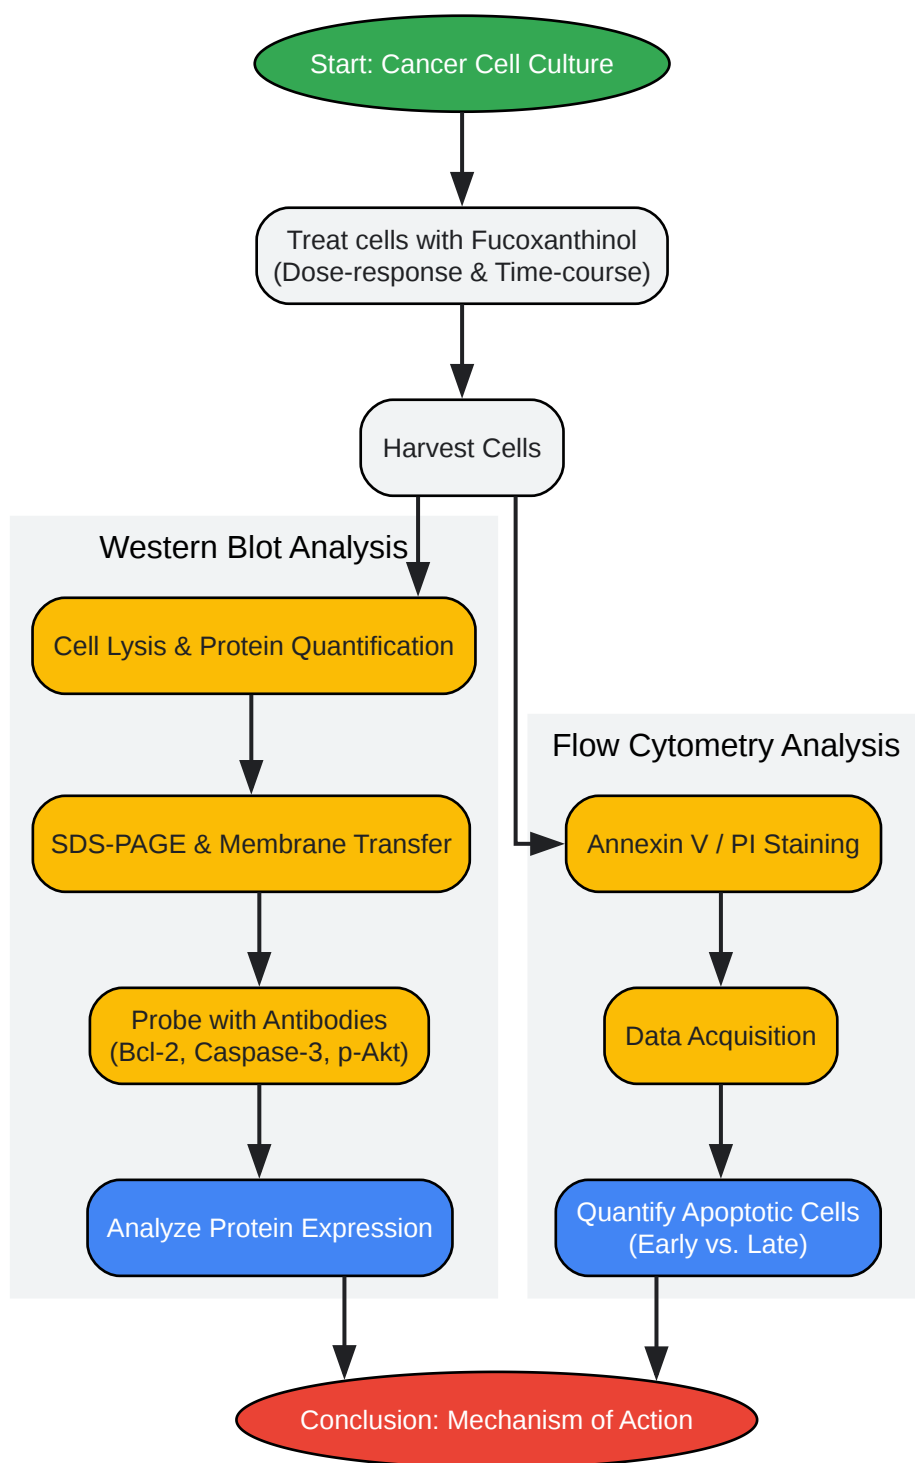 Start: Cancer Cell Culture
Treat cells with Fucoxanthinol
(Dose-response & Time-course)
Harvest Cells
Western Blot Analysis
Cell Lysis & Protein Quantification
SDS-PAGE & Membrane Transfer
Probe with Antibodies
(Bcl-2, Caspase-3, p-Akt)
Analyze Protein Expression
Flow Cytometry Analysis
Annexin V / PI Staining
Data Acquisition
Quantify Apoptotic Cells
(Early vs. Late)
Conclusion: Mechanism of Action